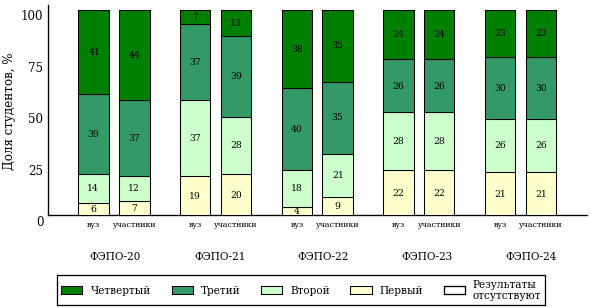 Доля студентов, %
100
75
50
25
0
41 44 7 13 38 35 24 24 23 23
39 37 37 39 40 35 26 26 30 30
14 12 37 28 18 21 28 28 26 26
6 7 19 20 4 9 22 22 21 21
вуз участники вуз участники вуз участники вуз участники вуз участники
ФЭПО-20 ФЭПО-21 ФЭПО-22 ФЭПО-23 ФЭПО-24
Четвертый Третий Второй Первый Результаты
отсутствуют